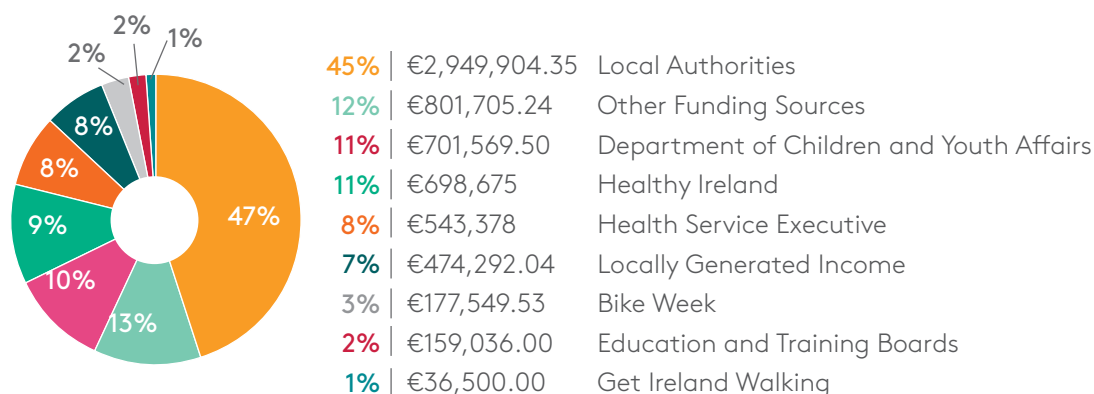 2%
2%
1%
8%
8%
9%
10%
13%
47%
45% €2,949,904.35 Local Authorities
12% €801,705.24 Other Funding Sources
11% €701,569.50 Department of Children and Youth Affairs
11% €698,675 Healthy Ireland
8% €543,378 Health Service Executive
7% €474,292.04 Locally Generated Income
3% €177,549.53 Bike Week
2% €159,036.00 Education and Training Boards
1% €36,500.00 Get Ireland Walking